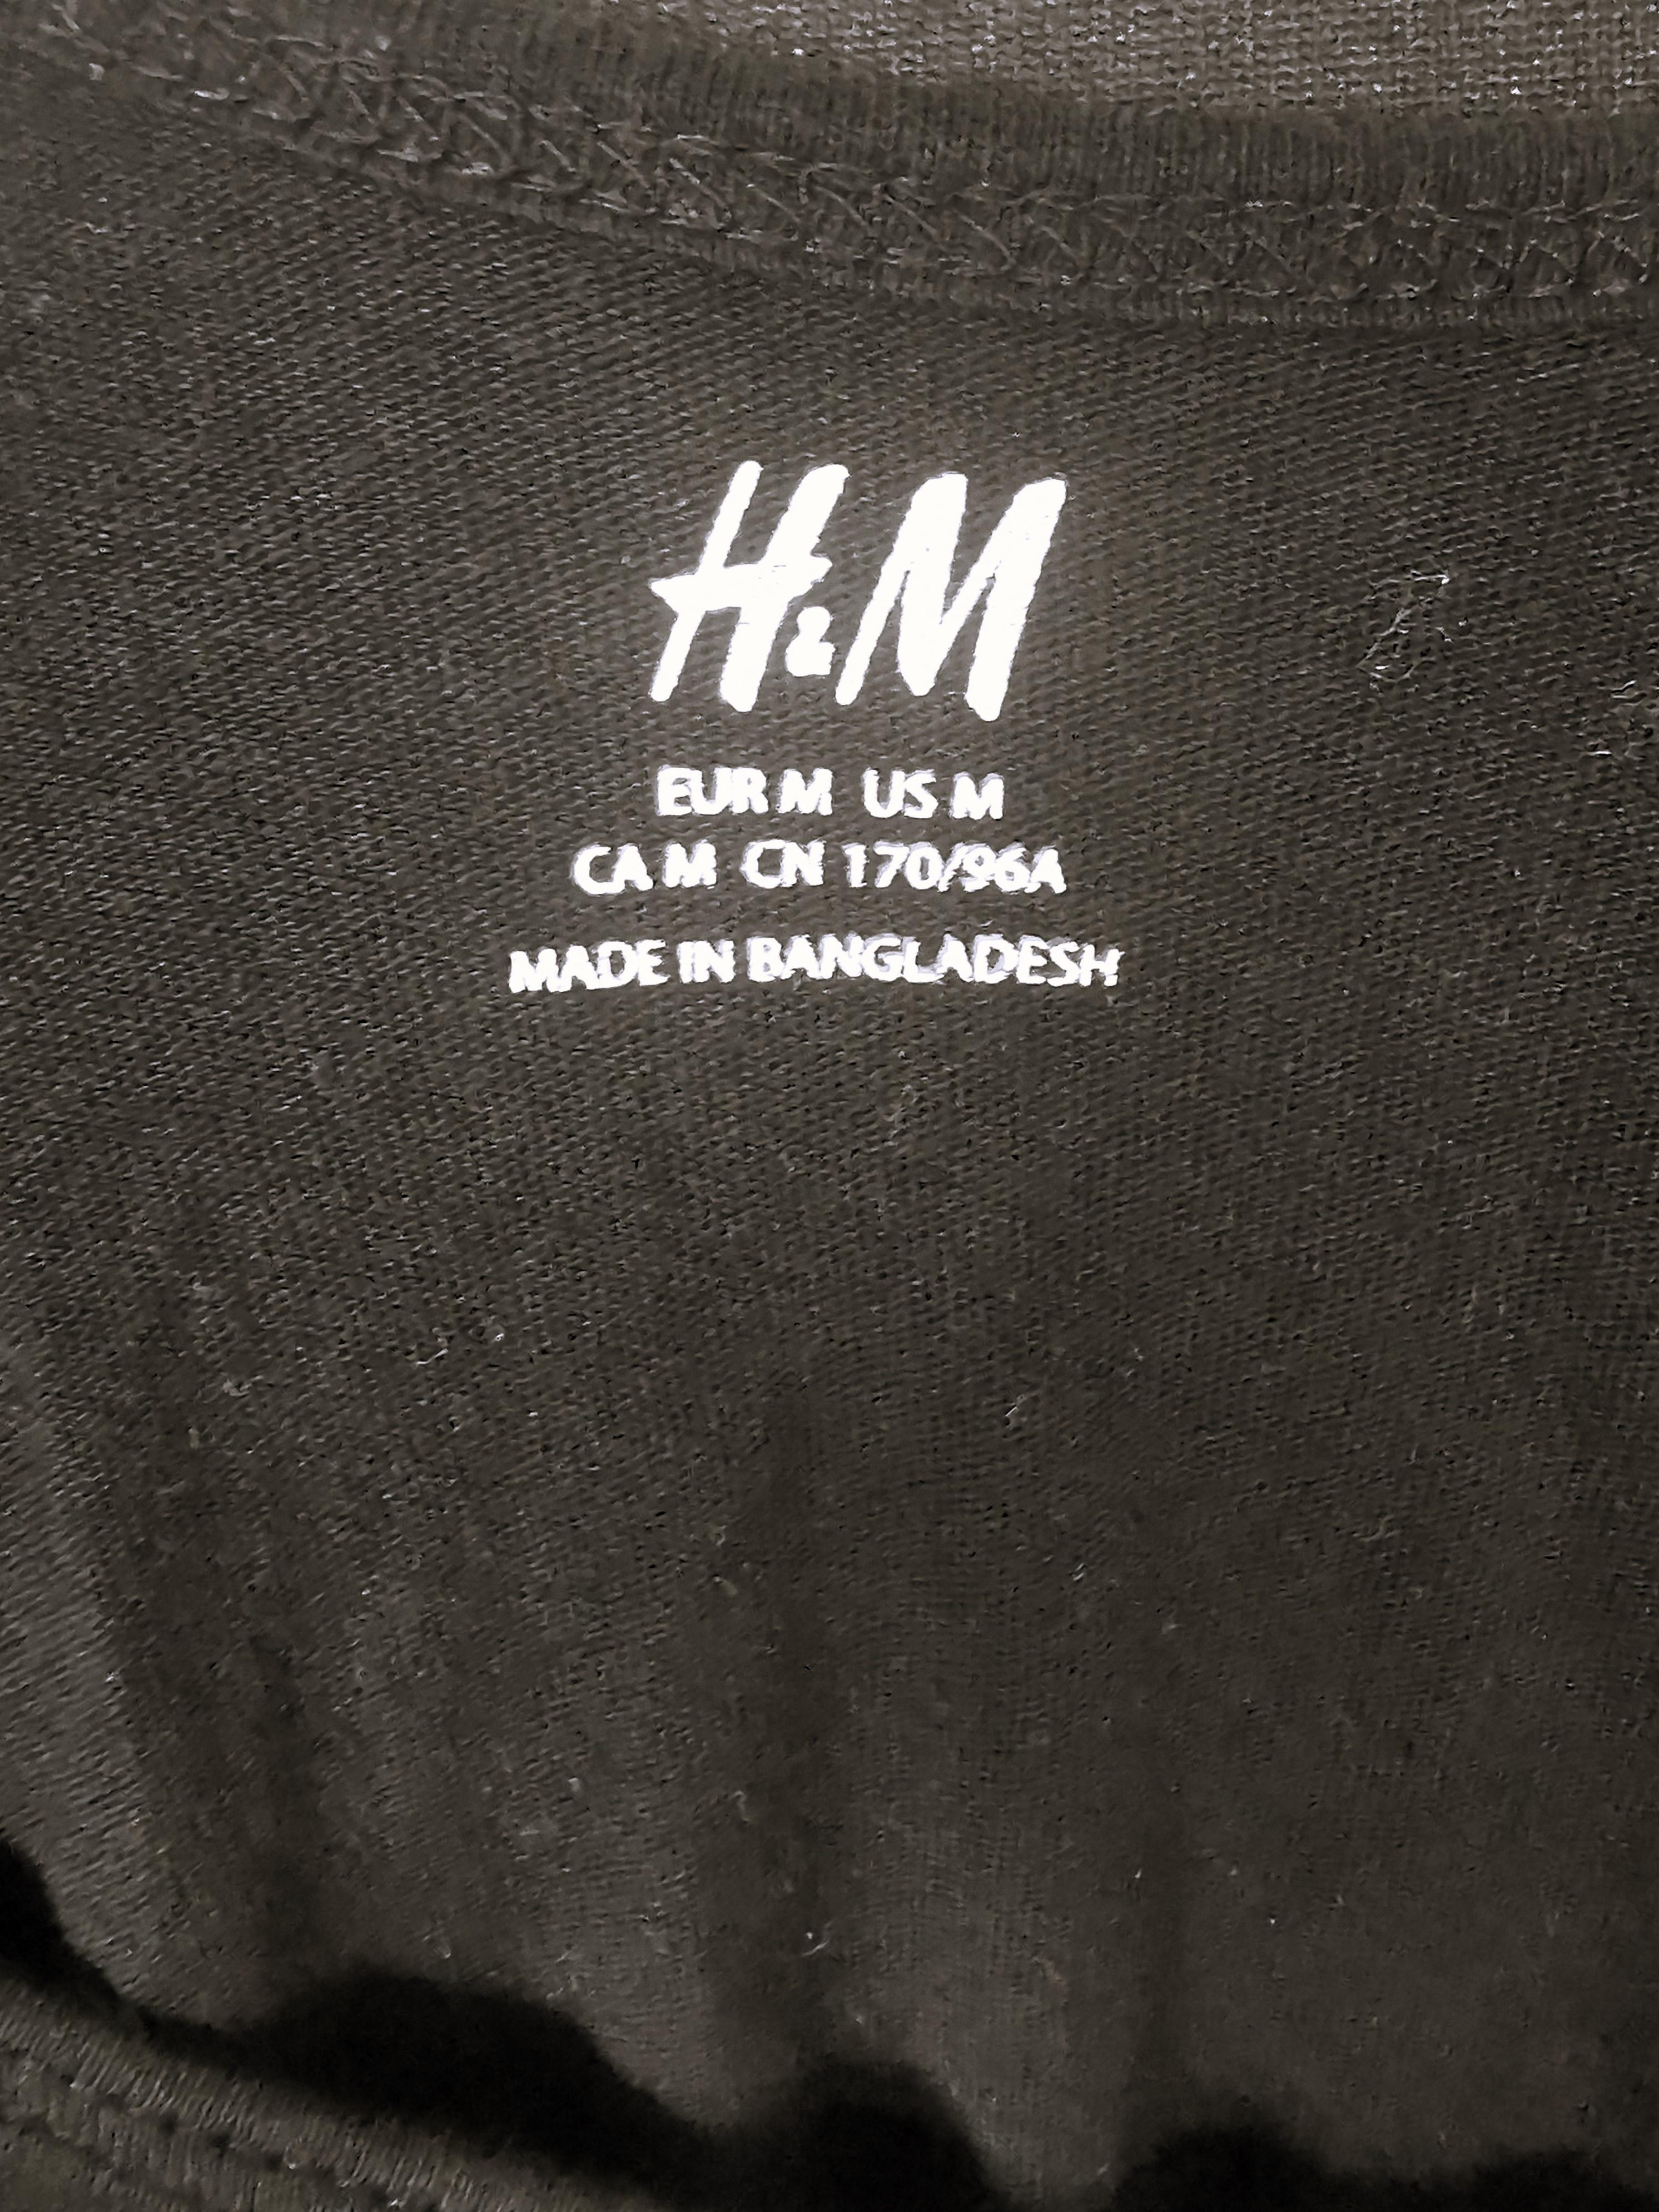 H&M
EUR M US M
CA M CN 170/96A
MADE IN BANGLADESH